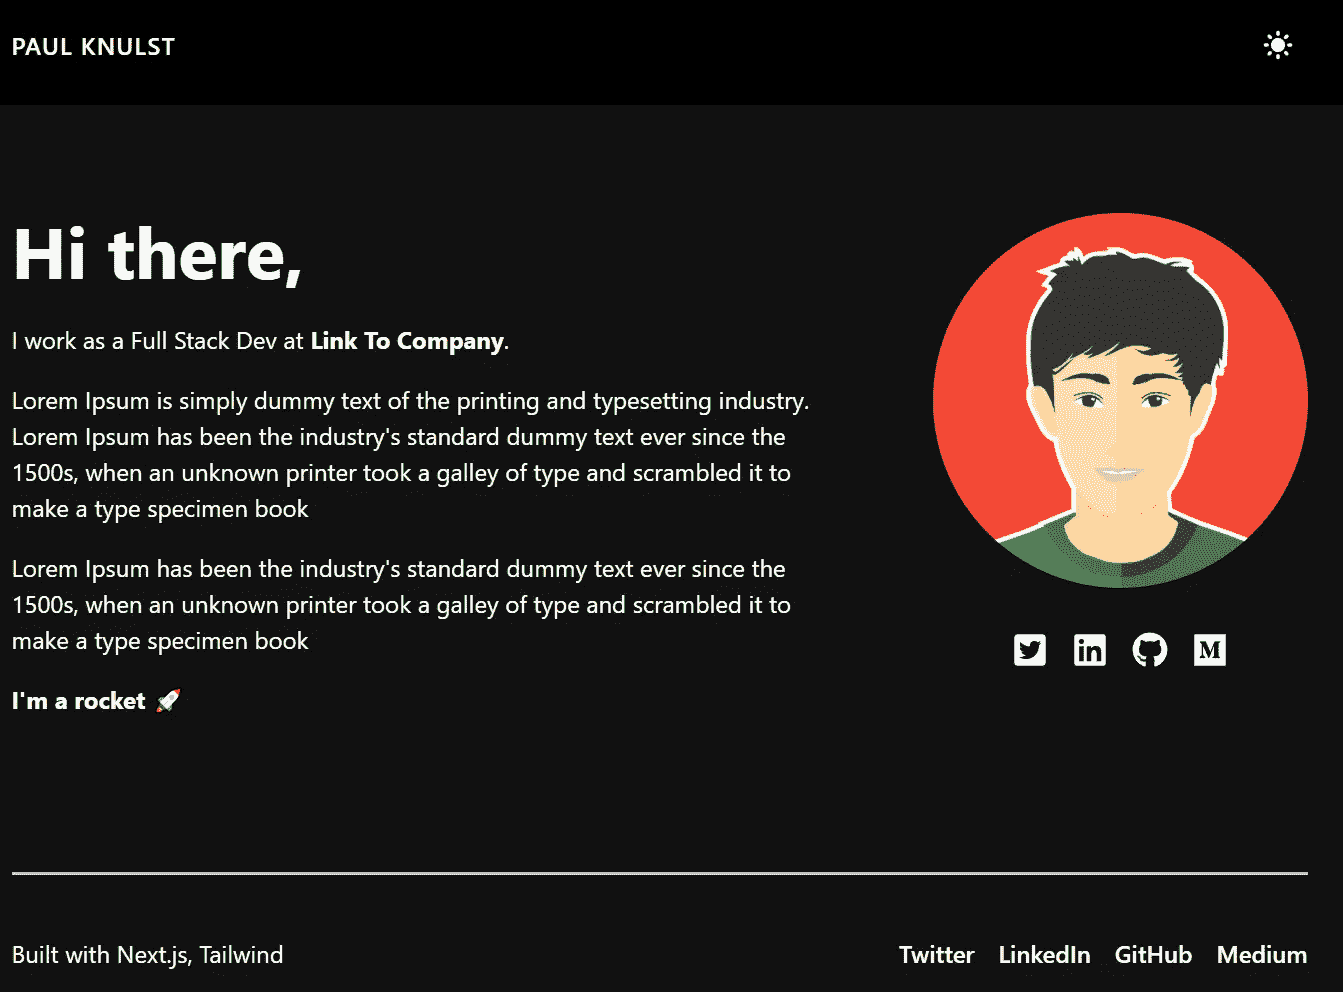 PAUL KNULST
Hi there,
I work as a Full Stack Dev at Link To Company.
Lorem Ipsum is simply dummy text of the printing and typesetting industry.
Lorem Ipsum has been the industry's standard dummy text ever since the
1500s, when an unknown printer took a galley of type and scrambled it to
make a type specimen book
Lorem Ipsum has been the industry's standard dummy text ever since the
1500s, when an unknown printer took a galley of type and scrambled it to
make a type specimen book
I'm a rocket 🚀
in
M
Built with Next.js, Tailwind
Twitter LinkedIn GitHub Medium